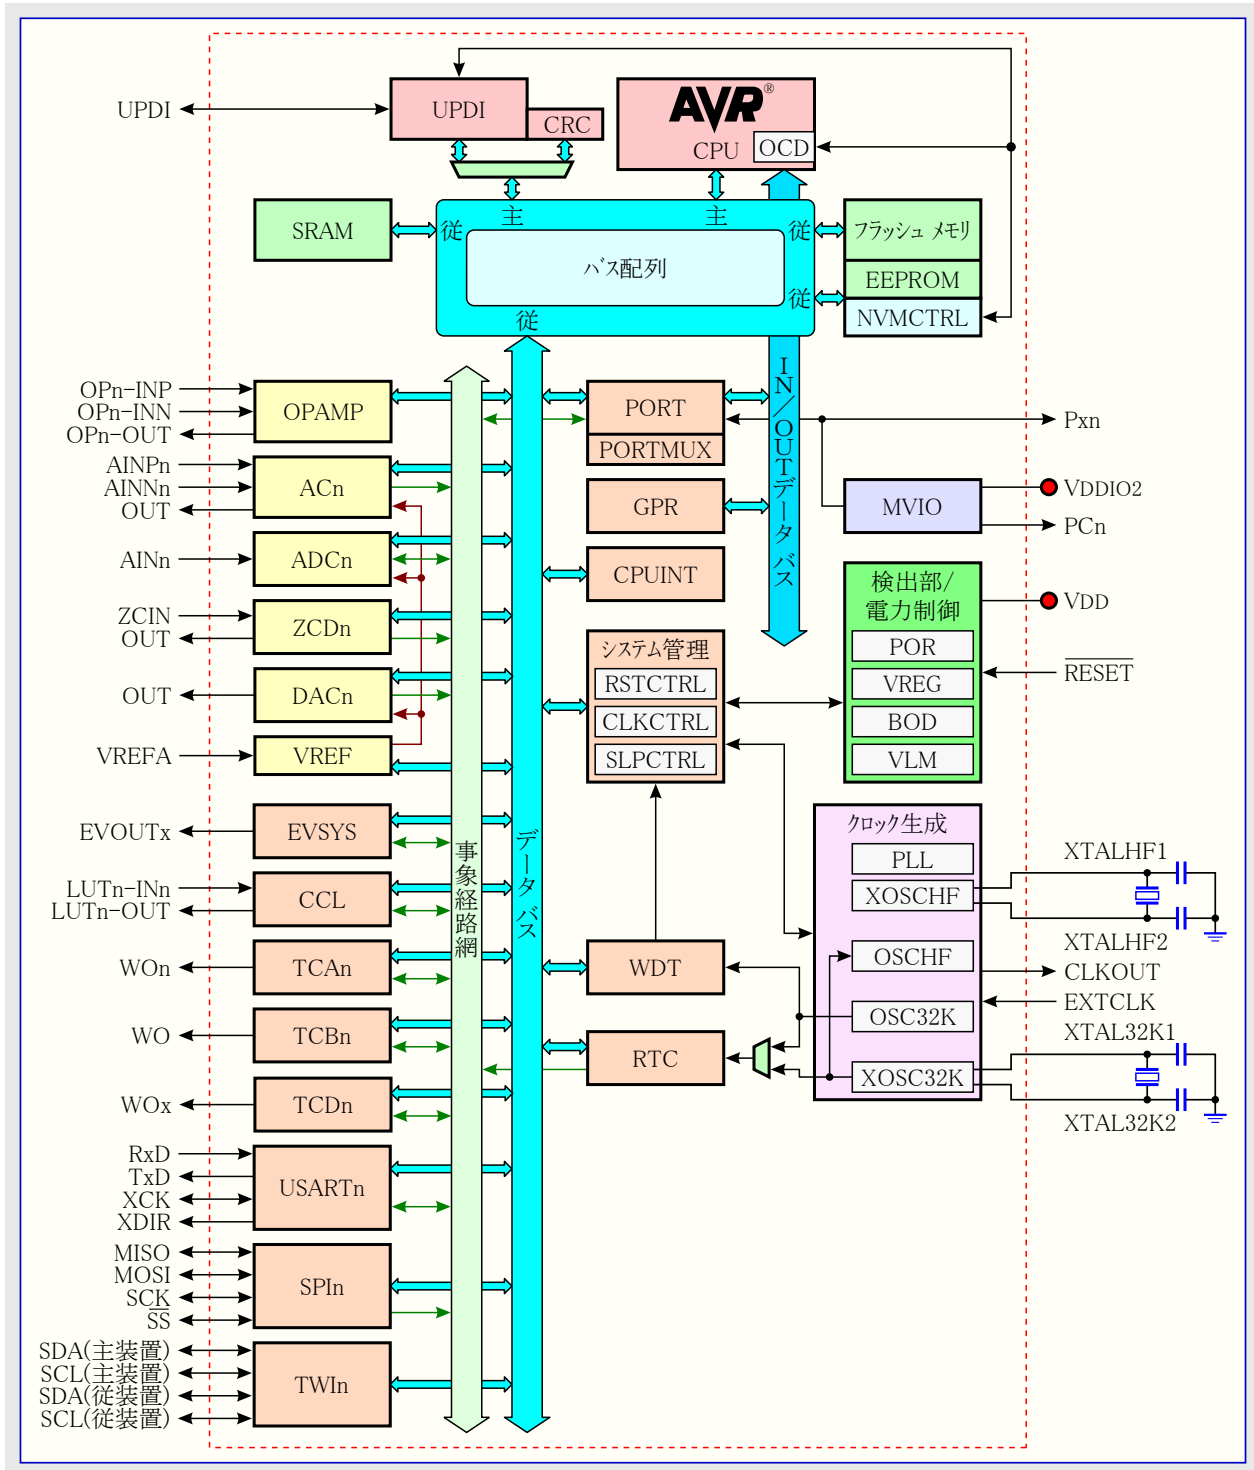 UPDI
UPDI
CRC
AVR®
CPU
OCD
SRAM
主
主
従
従
従
従
バス配列
フラッシュ メモリ
EEPROM
NVMCTRL
OPn-INP
OPn-INN
OPn-OUT
OPAMP
AINPn
AINNn
OUT
ACn
AINn
ADCn
ZCIN
OUT
ZCDn
OUT
DACn
VREFA
VREF
EVOUTx
EVSYS
LUTn-INn
LUTn-OUT
CCL
WOn
TCAn
WO
TCBn
WOx
TCDn
RxD
TxD
XCK
XDIR
USARTn
MISO
MOSI
SCK
SS
SPIn
SDA(主装置)
SCL(主装置)
SDA(従装置)
SCL(従装置)
TWIn
事象経路網
データ バス
IN/OUTデータ バス
PORT
PORTMUX
GPR
CPUINT
システム管理
RSTCTRL
CLKCTRL
SLPCTRL
WDT
RTC
Pxn
MVIO
VDDIO2
PCn
検出部/
電力制御
POR
VREG
BOD
VLM
VDD
RESET
クロック生成
PLL
XOSCHF
OSCHF
OSC32K
XOSC32K
XTALHF1
XTALHF2
CLKOUT
EXTCLK
XTAL32K1
XTAL32K2